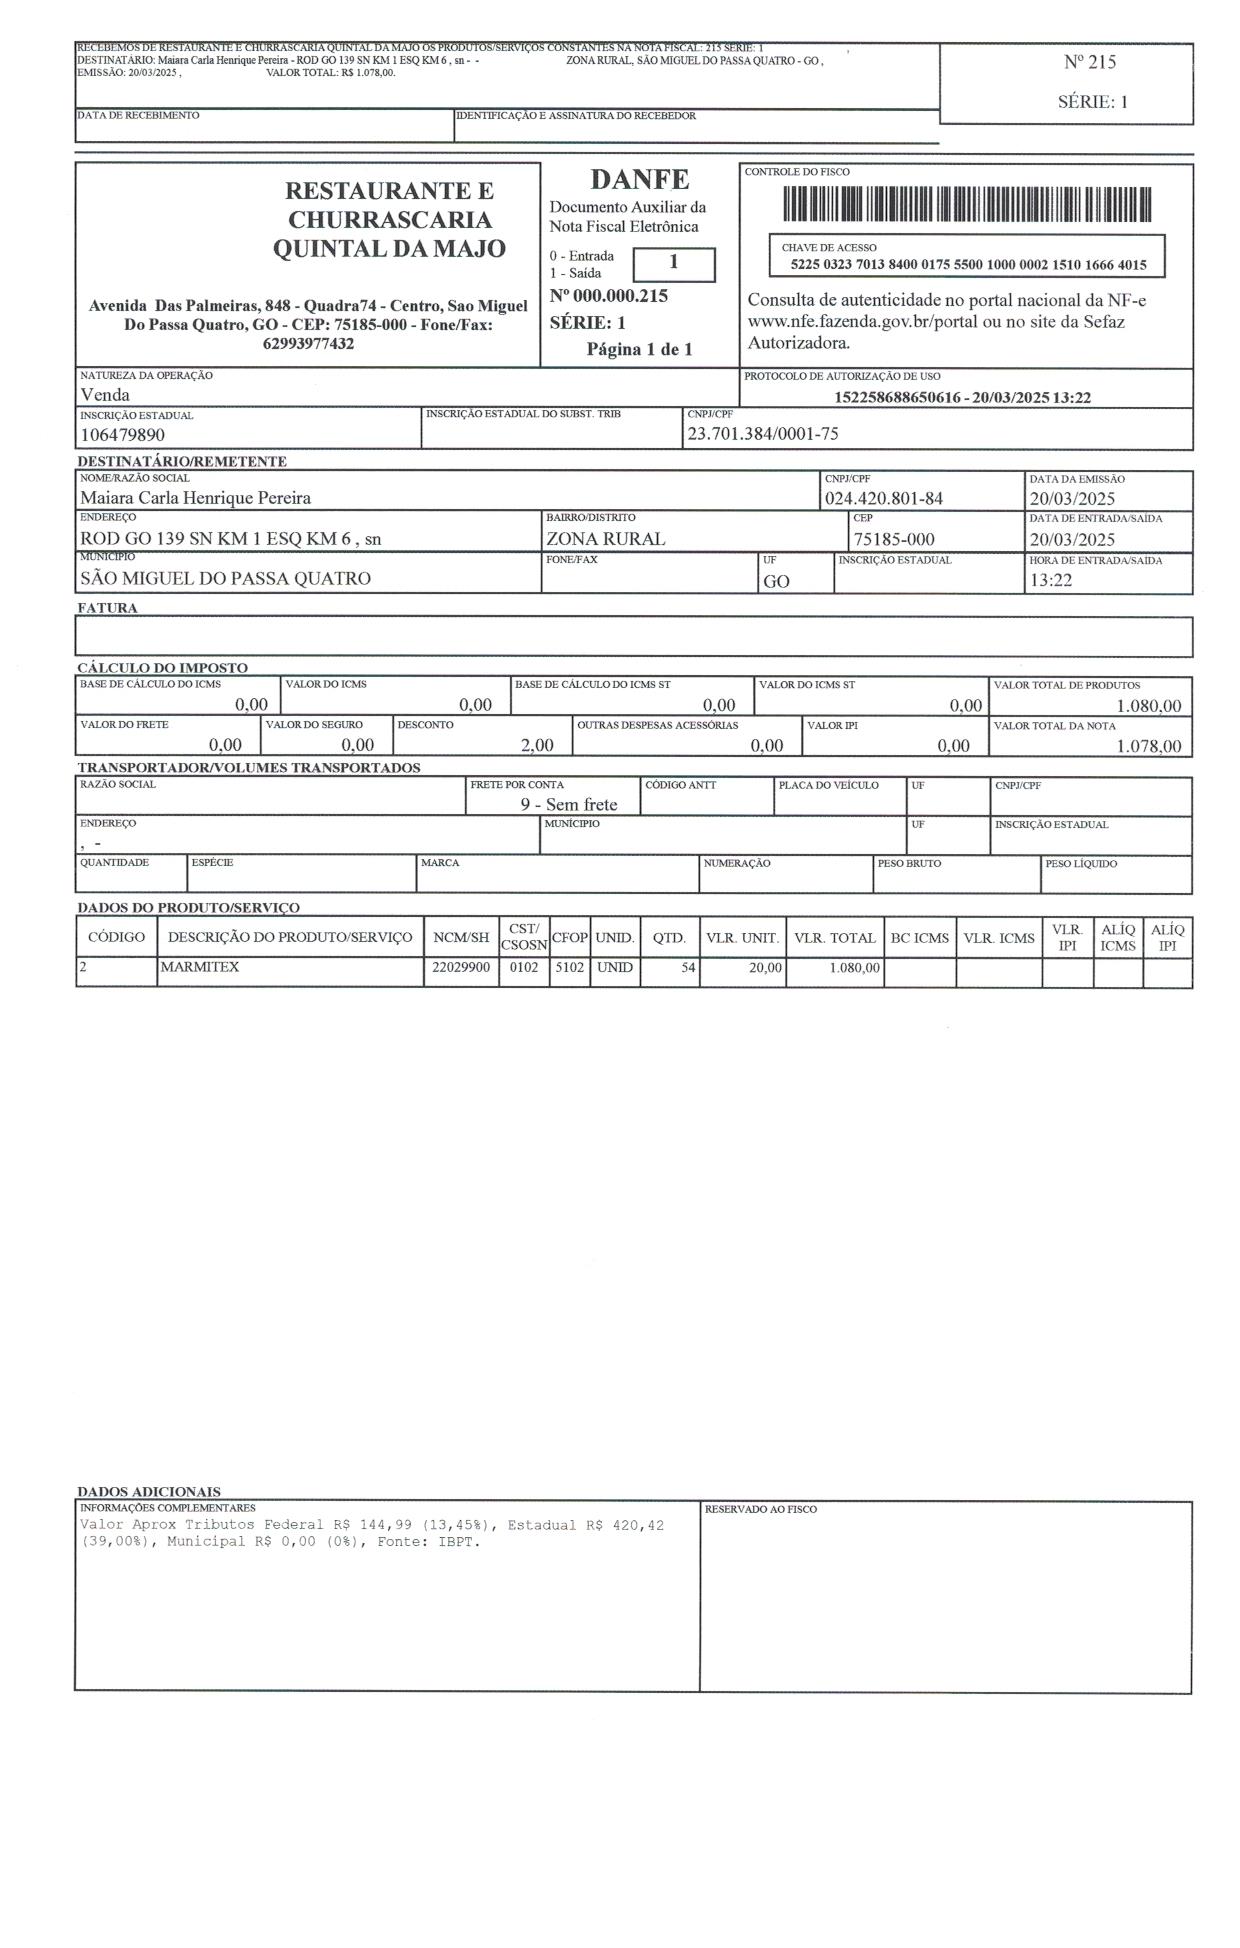 RECEBEMOS DE RESTAURANTE E CHURRASCARIA QUINTAL DA MAJO OS PRODUTOS/SERVIÇOS CONSTANTES NA NOTA FISCAL: 215 SERIE: 1
DESTINATÁRIO: Maiara Carla Henrique Pereira - ROD GO 139 SN KM 1 ESQ KM 6 , sn - - ZONA RURAL, SÃO MIGUEL DO PASSA QUATRO - GO ,
EMISSÃO: 20/03/2025 , VALOR TOTAL: R$ 1.078,00.
Nº 215
SÉRIE: 1
DATA DE RECEBIMENTO IDENTIFICAÇÃO E ASSINATURA DO RECEBEDOR
RESTAURANTE E
CHURRASCARIA
QUINTAL DA MAJO
Avenida Das Palmeiras, 848 - Quadra74 - Centro, Sao Miguel
Do Passa Quatro, GO - CEP: 75185-000 - Fone/Fax:
62993977432
DANFE
Documento Auxiliar da
Nota Fiscal Eletrônica
0 - Entrada
1 - Saída
1
Nº 000.000.215
SÉRIE: 1
Página 1 de 1
CONTROLE DO FISCO
CHAVE DE ACESSO
5225 0323 7013 8400 0175 5500 1000 0002 1510 1666 4015
Consulta de autenticidade no portal nacional da NF-e
www.nfe.fazenda.gov.br/portal ou no site da Sefaz
Autorizadora.
NATUREZA DA OPERAÇÃO PROTOCOLO DE AUTORIZAÇÃO DE USO
Venda 152258688650616 - 20/03/2025 13:22
INSCRIÇÃO ESTADUAL INSCRIÇÃO ESTADUAL DO SUBST. TRIB CNPJ/CPF
106479890 23.701.384/0001-75
DESTINATÁRIO/REMETENTE
NOME/RAZÃO SOCIAL CNPJ/CPF DATA DA EMISSÃO
Maiara Carla Henrique Pereira 024.420.801-84 20/03/2025
ENDEREÇO BAIRRO/DISTRITO CEP DATA DE ENTRADA/SAÍDA
ROD GO 139 SN KM 1 ESQ KM 6 , sn ZONA RURAL 75185-000 20/03/2025
MUNICÍPIO FONE/FAX UF INSCRIÇÃO ESTADUAL HORA DE ENTRADA/SAIDA
SÃO MIGUEL DO PASSA QUATRO GO 13:22
FATURA
CÁLCULO DO IMPOSTO
BASE DE CÁLCULO DO ICMS VALOR DO ICMS BASE DE CÁLCULO DO ICMS ST VALOR DO ICMS ST VALOR TOTAL DE PRODUTOS
0,00 0,00 0,00 0,00 1.080,00
VALOR DO FRETE VALOR DO SEGURO DESCONTO OUTRAS DESPESAS ACESSÓRIAS VALOR IPI VALOR TOTAL DA NOTA
0,00 0,00 2,00 0,00 0,00 1.078,00
TRANSPORTADOR/VOLUMES TRANSPORTADOS
RAZÃO SOCIAL FRETE POR CONTA CÓDIGO ANTT PLACA DO VEÍCULO UF CNPJ/CPF
9 - Sem frete
ENDEREÇO MUNÍCIPIO UF INSCRIÇÃO ESTADUAL
, -
QUANTIDADE ESPÉCIE MARCA NUMERAÇÃO PESO BRUTO PESO LÍQUIDO
DADOS DO PRODUTO/SERVIÇO
CÓDIGO DESCRIÇÃO DO PRODUTO/SERVIÇO NCM/SH CST/CSOSN CFOP UNID. QTD. VLR. UNIT. VLR. TOTAL BC ICMS VLR. ICMS VLR. IPI ALÍQ ICMS ALÍQ IPI
2 MARMITEX 22029900 0102 5102 UNID 54 20,00 1.080,00
DADOS ADICIONAIS
INFORMAÇÕES COMPLEMENTARES RESERVADO AO FISCO
Valor Aprox Tributos Federal R$ 144,99 (13,45%), Estadual R$ 420,42
(39,00%), Municipal R$ 0,00 (0%), Fonte: IBPT.